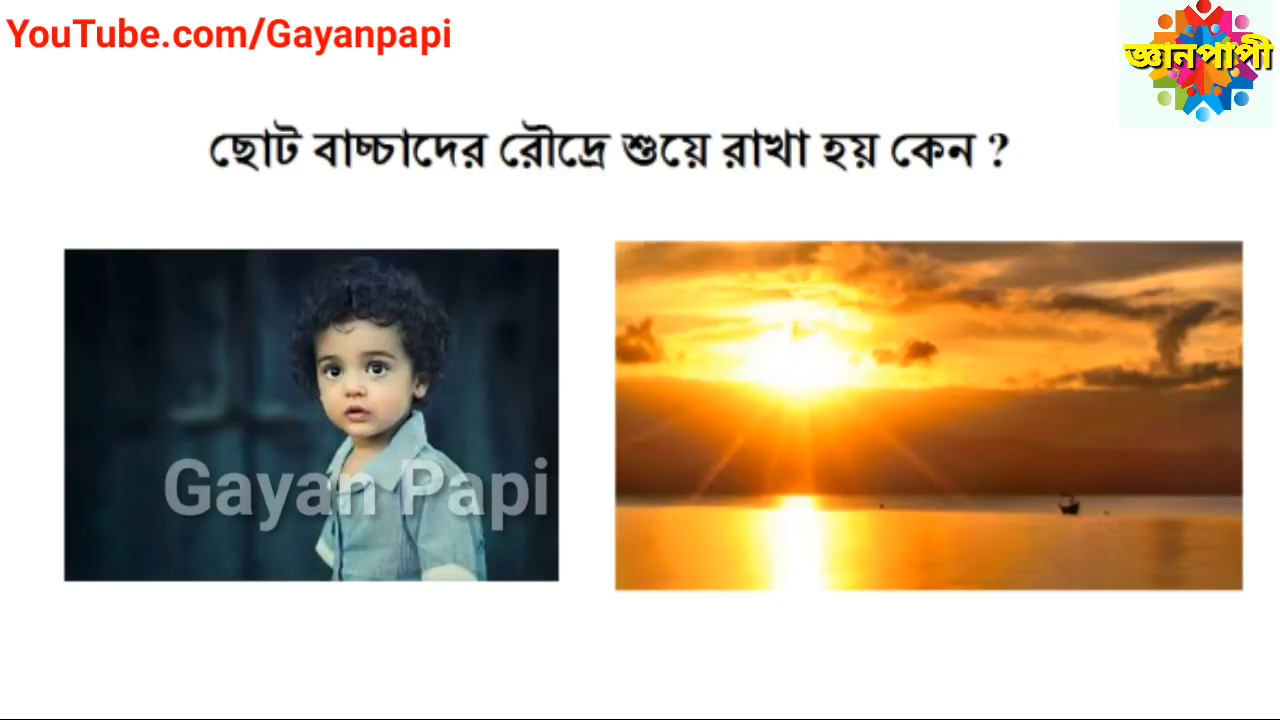 YouTube.com/Gayanpapi
জ্ঞানপাপী
ছোট বাচ্চাদের রৌদ্রে শুয়ে রাখা হয় কেন ?
Gayan Papi